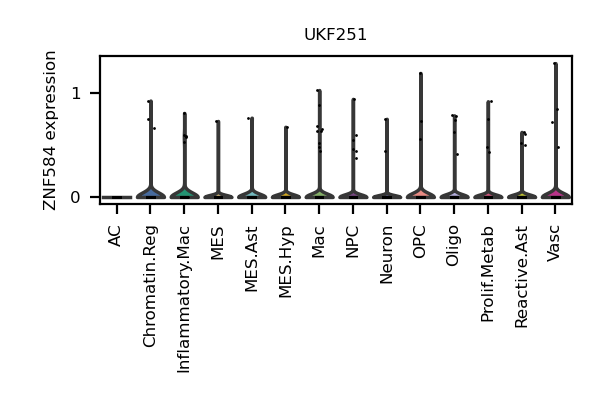 UKF251
ZNF584 expression
1
0
AC
Chromatin.Reg
Inflammatory.Mac
MES
MES.Ast
MES.Hyp
Mac
NPC
Neuron
OPC
Oligo
Prolif.Metab
Reactive.Ast
Vasc